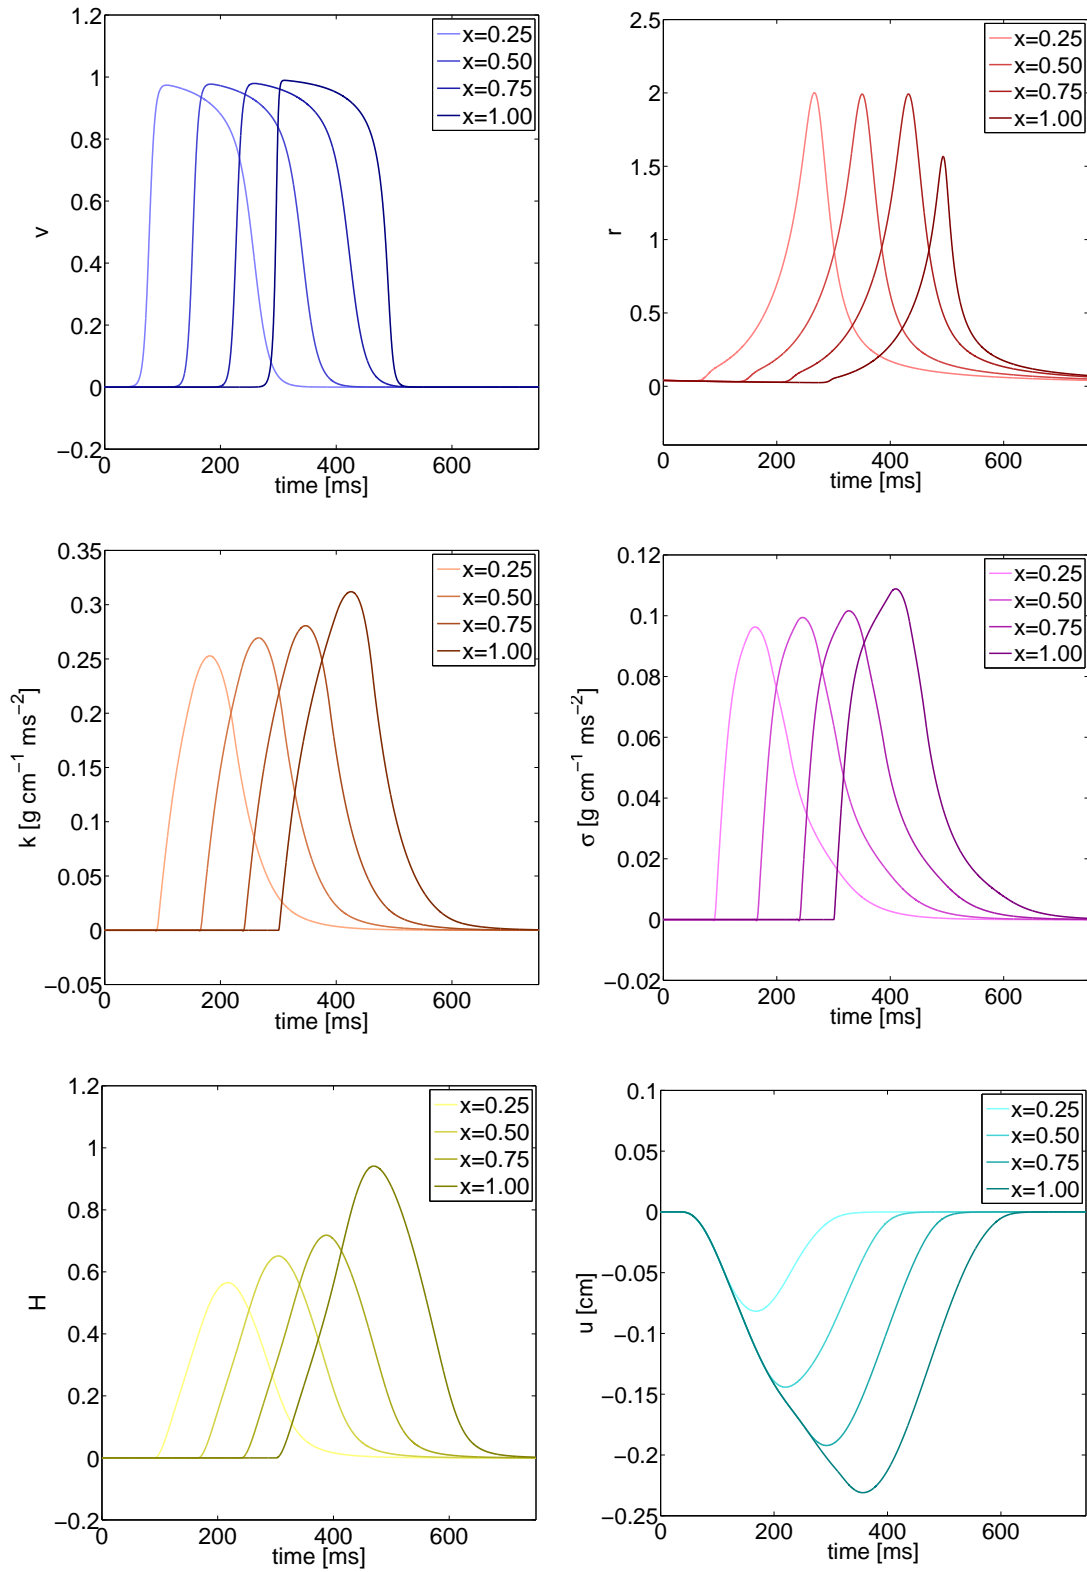 1.2
1
0.8
0.6
0.4
0.2
0
−0.2
v
0
200
400
600
time [ms]
x=0.25
x=0.50
x=0.75
x=1.00
2.5
2
1.5
1
0.5
0
r
0
200
400
600
time [ms]
x=0.25
x=0.50
x=0.75
x=1.00
0.35
0.3
0.25
0.2
0.15
0.1
0.05
0
−0.05
k [g cm⁻¹ ms⁻²]
0
200
400
600
time [ms]
x=0.25
x=0.50
x=0.75
x=1.00
0.12
0.1
0.08
0.06
0.04
0.02
0
−0.02
σ [g cm⁻¹ ms⁻²]
0
200
400
600
time [ms]
x=0.25
x=0.50
x=0.75
x=1.00
1.2
1
0.8
0.6
0.4
0.2
0
−0.2
H
0
200
400
600
time [ms]
x=0.25
x=0.50
x=0.75
x=1.00
0.1
0.05
0
−0.05
−0.1
−0.15
−0.2
−0.25
u [cm]
0
200
400
600
time [ms]
x=0.25
x=0.50
x=0.75
x=1.00